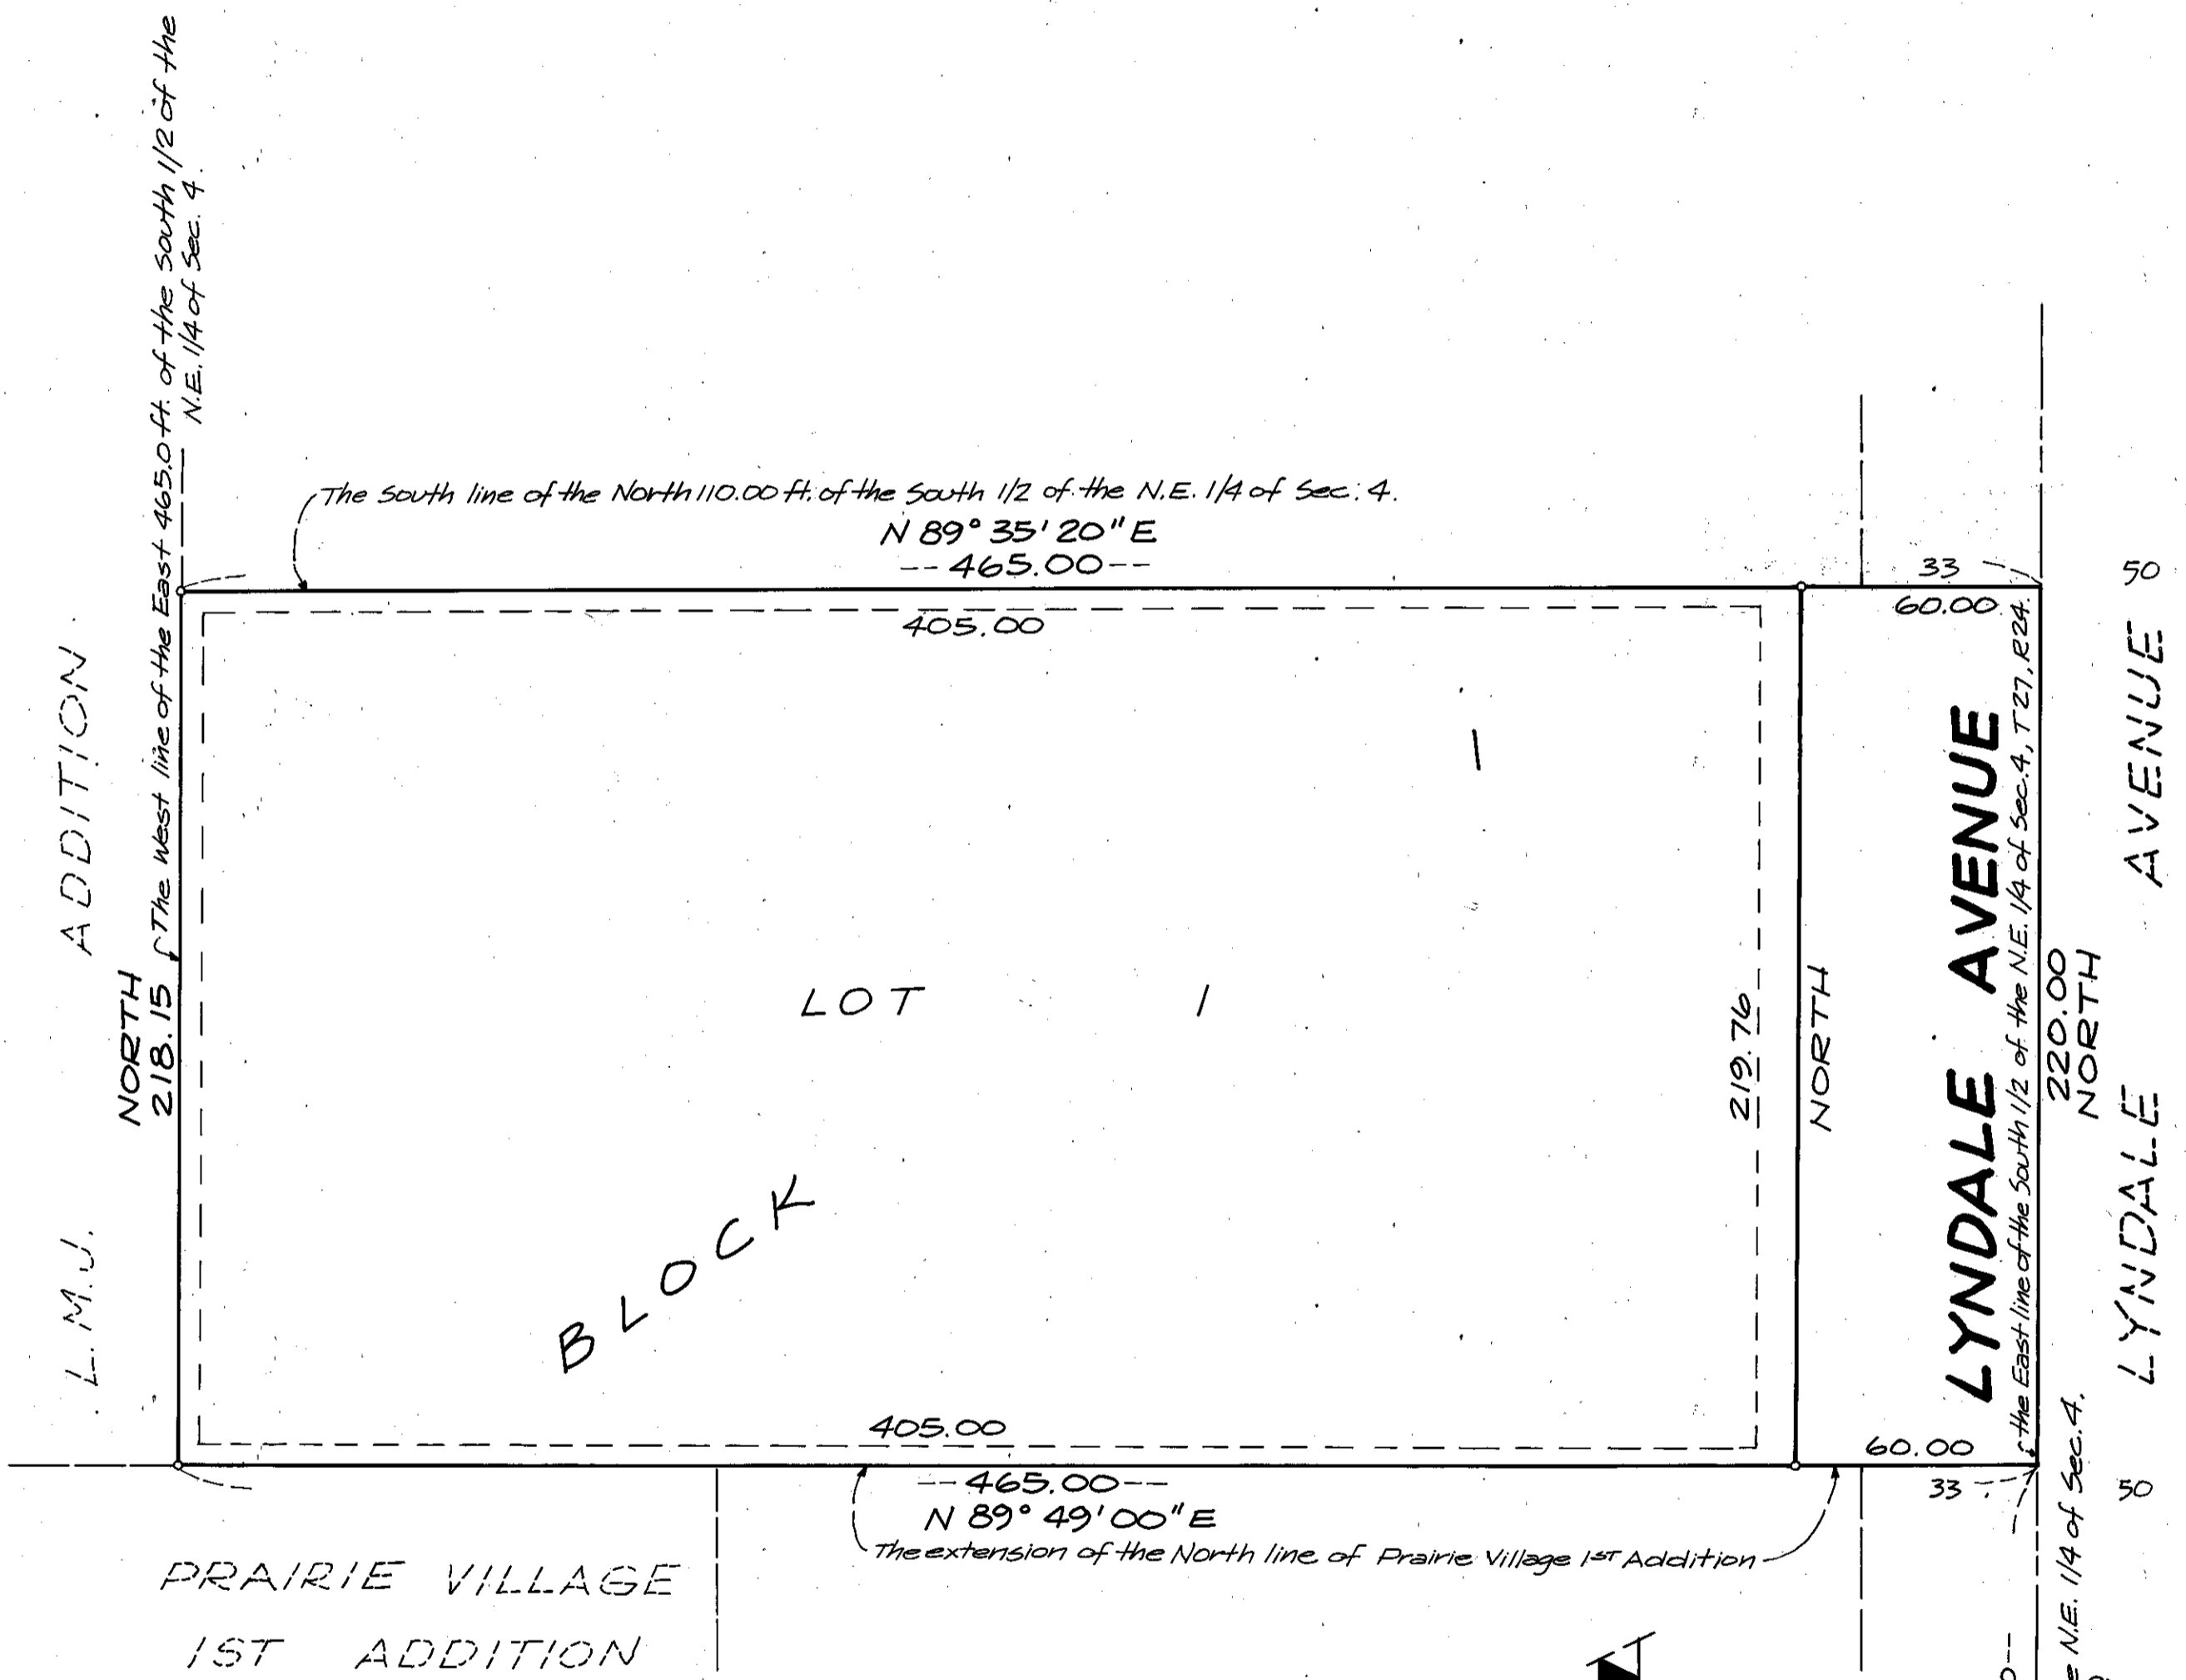 The West line of the East 465.0 ft. of the South 1/2 of the
N.E. 1/4 of Sec. 4.
The South line of the North 110.00 ft. of the South 1/2 of the N.E. 1/4 of Sec. 4.
N 89° 35' 20" E
--465.00--
33
50
60.00
405.00
L.M.J. ADDITION
NORTH
218.15
LOT 1
BLOCK 1
219.76
NORTH
LYNDALE AVENUE
the East line of the South 1/2 of the N.E. 1/4 of Sec. 4, T27, R24.
220.00
NORTH
LYNDALE AVENUE
405.00
60.00
--465.00--
33
50
N 89° 49' 00" E
The extension of the North line of Prairie Village 1ST Addition
PRAIRIE VILLAGE
1ST ADDITION
N.E. 1/4 of Sec. 4.